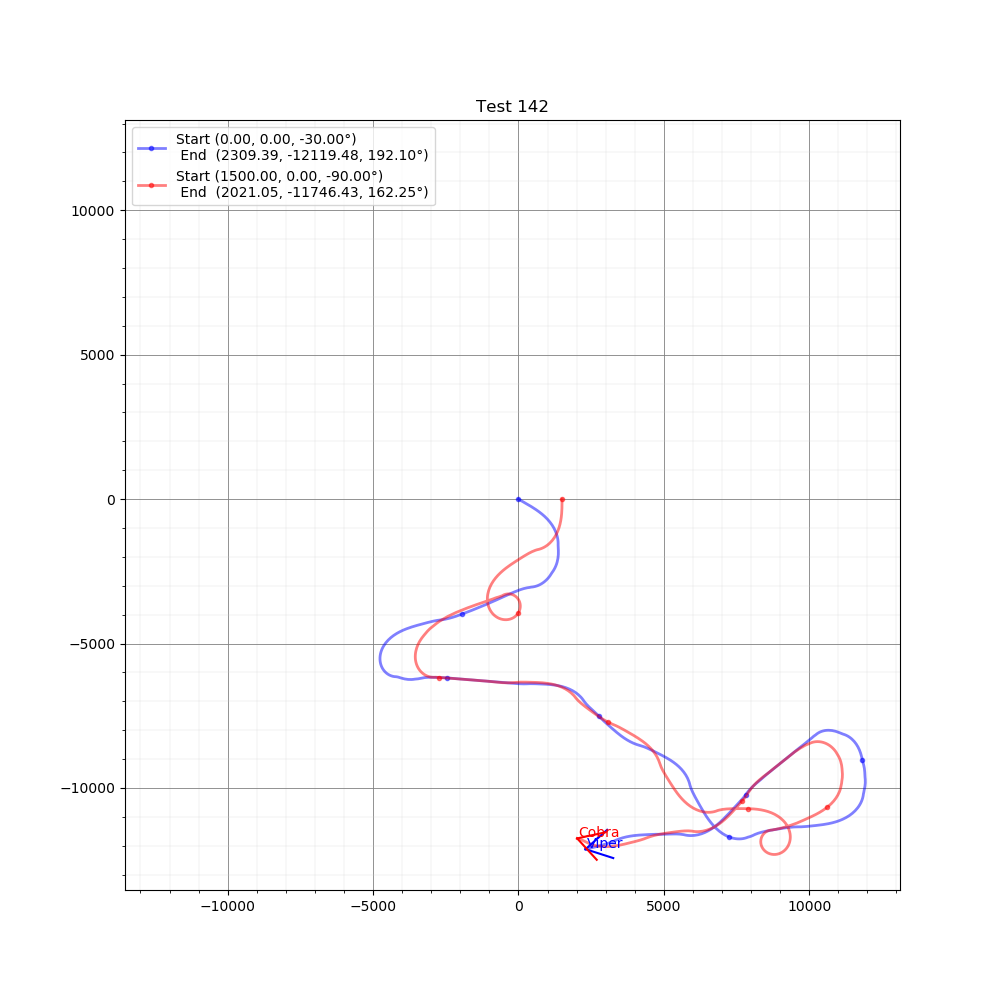 Test 142
Start (0.00, 0.00, -30.00°)
End  (2309.39, -12119.48, 192.10°)
Start (1500.00, 0.00, -90.00°)
End  (2021.05, -11746.43, 162.25°)
10000
5000
0
−5000
−10000
Cobra
Viper
−10000
−5000
0
5000
10000